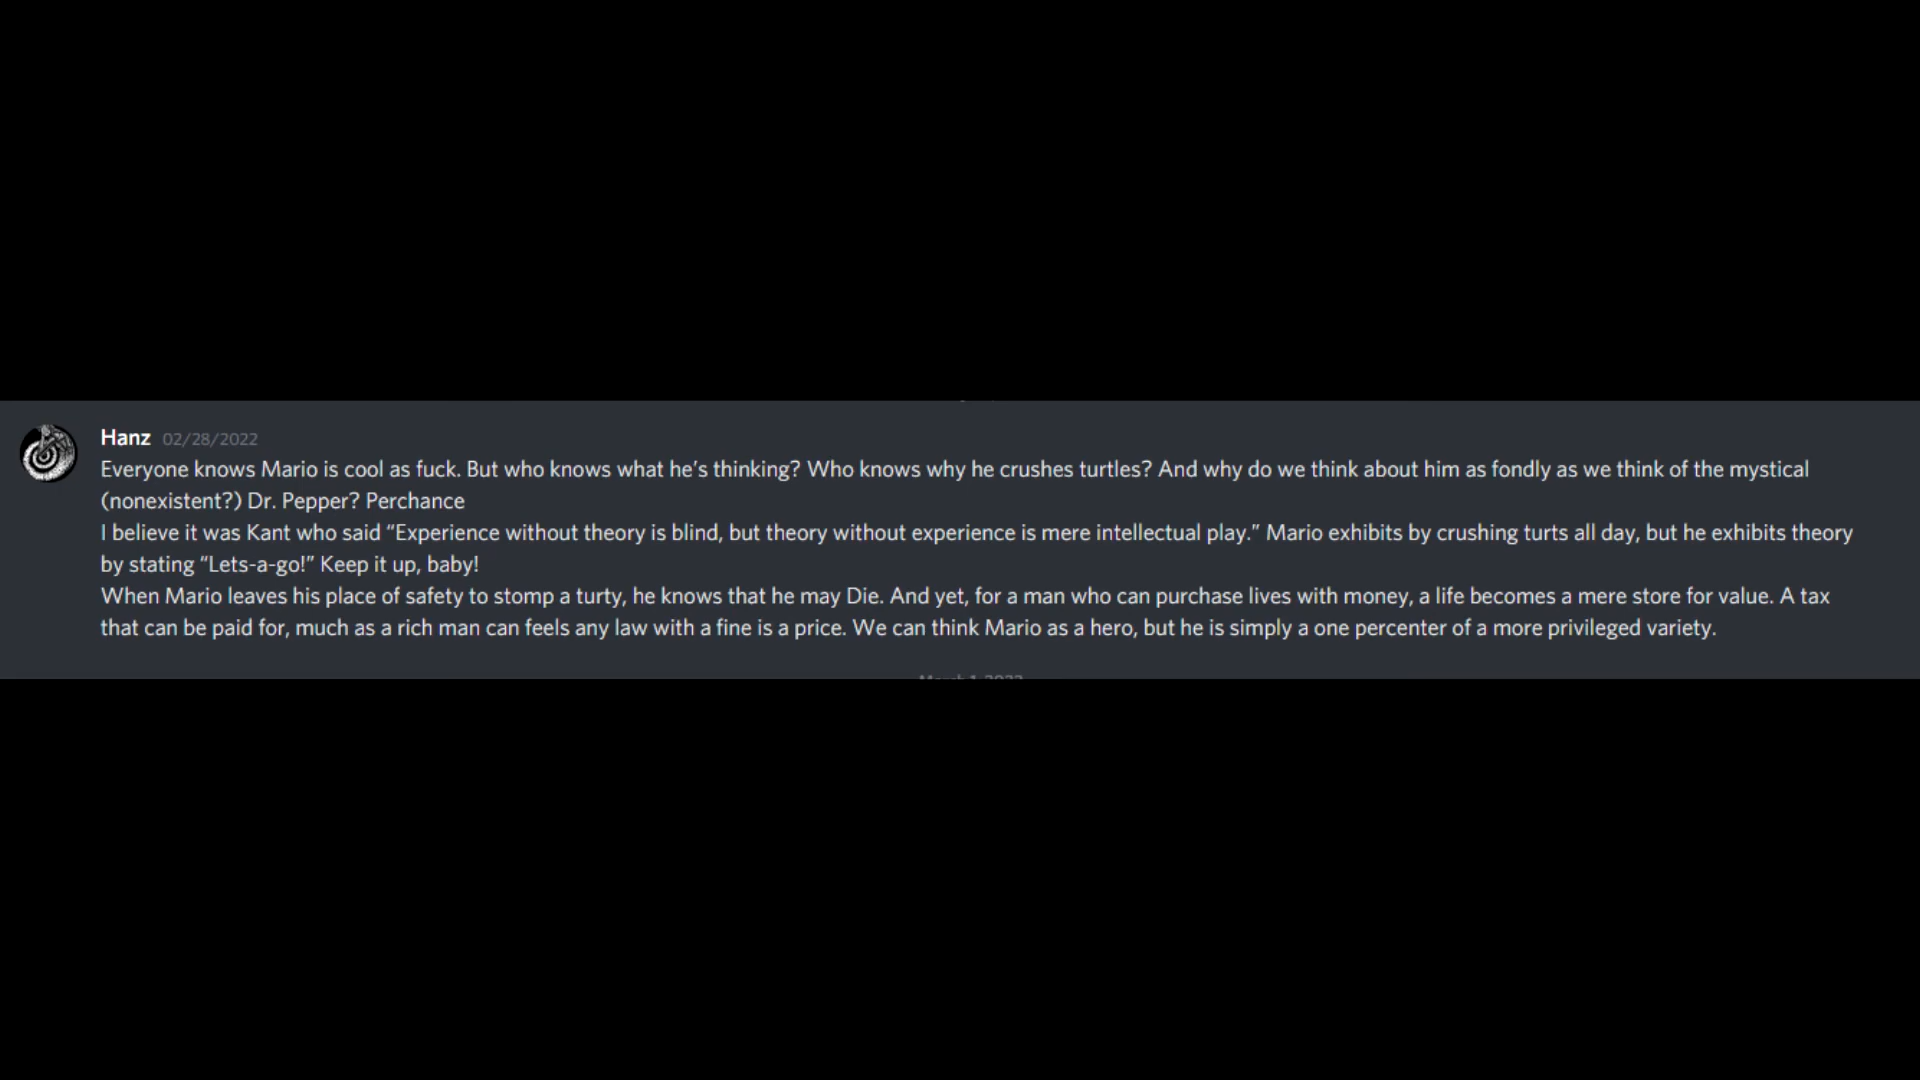 Hanz 02/28/2022
Everyone knows Mario is cool as fuck. But who knows what he's thinking? Who knows why he crushes turtles? And why do we think about him as fondly as we think of the mystical
(nonexistent?) Dr. Pepper? Perchance
I believe it was Kant who said “Experience without theory is blind, but theory without experience is mere intellectual play.” Mario exhibits by crushing turts all day, but he exhibits theory
by stating “Lets-a-go!” Keep it up, baby!
When Mario leaves his place of safety to stomp a turty, he knows that he may Die. And yet, for a man who can purchase lives with money, a life becomes a mere store for value. A tax
that can be paid for, much as a rich man can feels any law with a fine is a price. We can think Mario as a hero, but he is simply a one percenter of a more privileged variety.